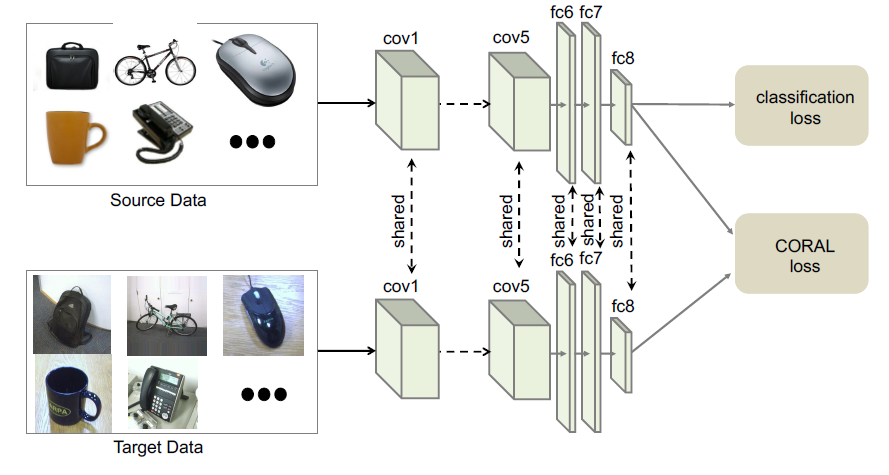 cov1
cov5
fc6
fc7
fc8
classification
loss
Source Data
shared
shared
shared
shared
shared
CORAL
loss
cov1
cov5
fc6
fc7
fc8
Target Data